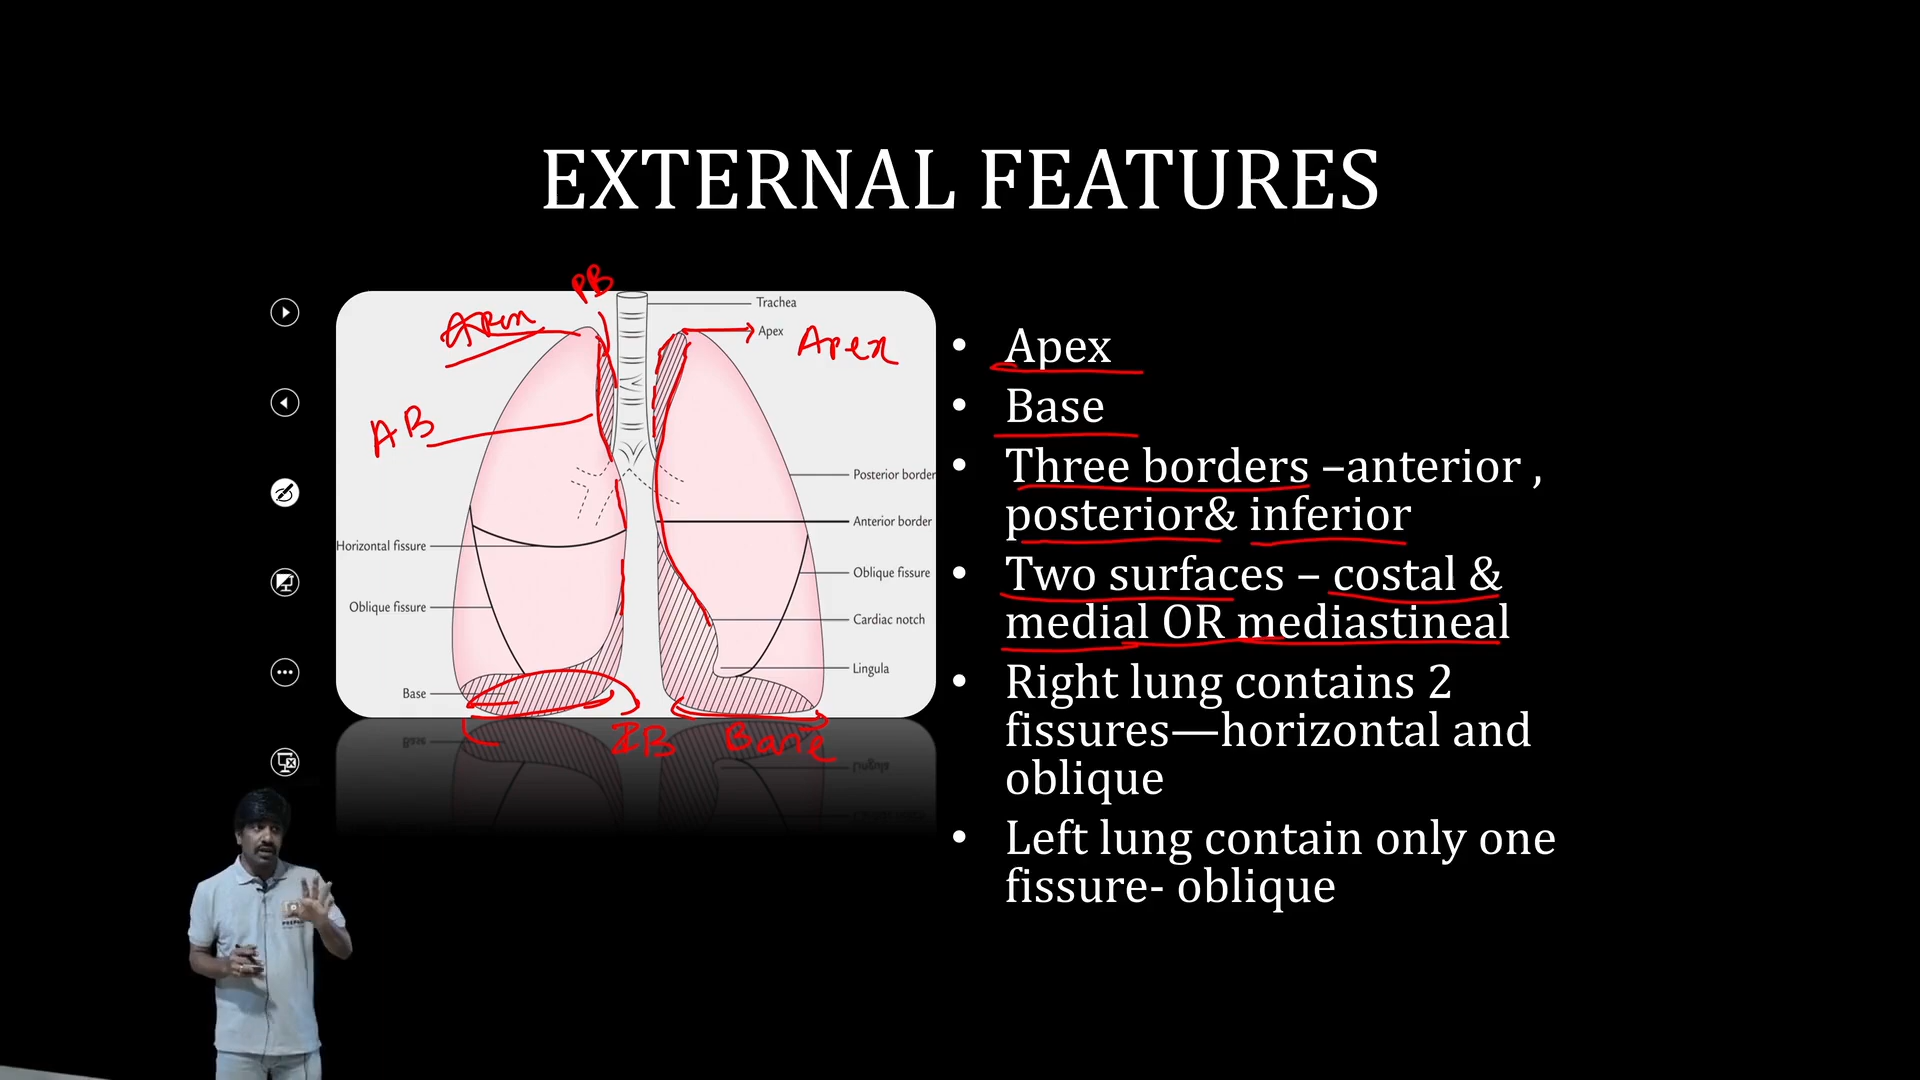 EXTERNAL FEATURES
PB
Trachea
Apex
Apex
Apex
AB
Posterior border
Anterior border
Horizontal fissure
Oblique fissure
Oblique fissure
Cardiac notch
Lingula
Base
IB
Base
• Apex
• Base
• Three borders –anterior ,
posterior& inferior
• Two surfaces – costal &
medial OR mediastineal
• Right lung contains 2
fissures—horizontal and
oblique
• Left lung contain only one
fissure- oblique